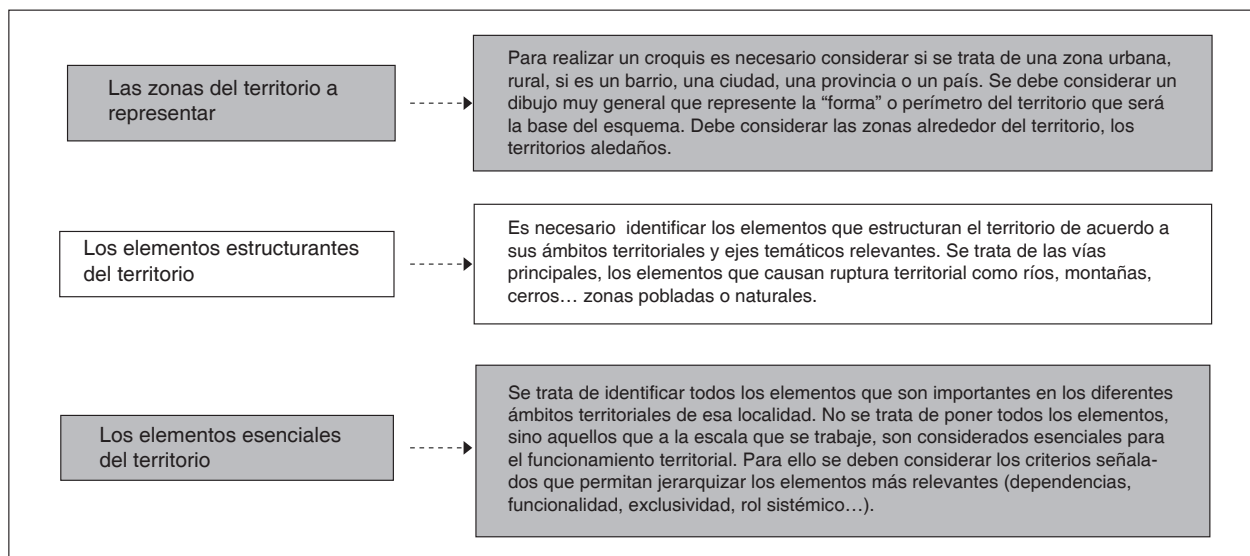 Las zonas del territorio a
representar
Para realizar un croquis es necesario considerar si se trata de una zona urbana,
rural, si es un barrio, una ciudad, una provincia o un país. Se debe considerar un
dibujo muy general que represente la “forma” o perímetro del territorio que será
la base del esquema. Debe considerar las zonas alrededor del territorio, los
territorios aledaños.
Los elementos estructurantes
del territorio
Es necesario identificar los elementos que estructuran el territorio de acuerdo a
sus ámbitos territoriales y ejes temáticos relevantes. Se trata de las vías
principales, los elementos que causan ruptura territorial como ríos, montañas,
cerros… zonas pobladas o naturales.
Los elementos esenciales
del territorio
Se trata de identificar todos los elementos que son importantes en los diferentes
ámbitos territoriales de esa localidad. No se trata de poner todos los elementos,
sino aquellos que a la escala que se trabaje, son considerados esenciales para
el funcionamiento territorial. Para ello se deben considerar los criterios señala-
dos que permitan jerarquizar los elementos más relevantes (dependencias,
funcionalidad, exclusividad, rol sistémico…).